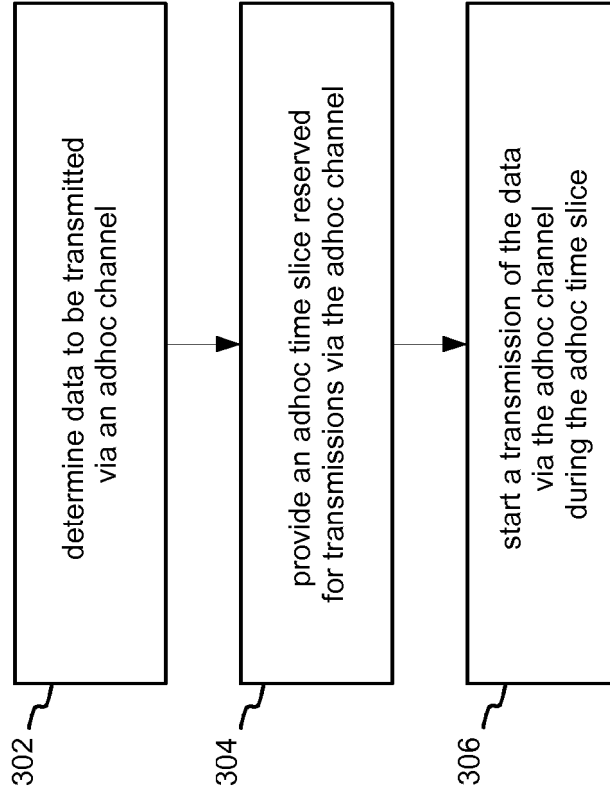 determine data to be transmitted
via an adhoc channel
302
provide an adhoc time slice reserved
for transmissions via the adhoc channel
304
start a transmission of the data
via the adhoc channel
during the adhoc time slice
306